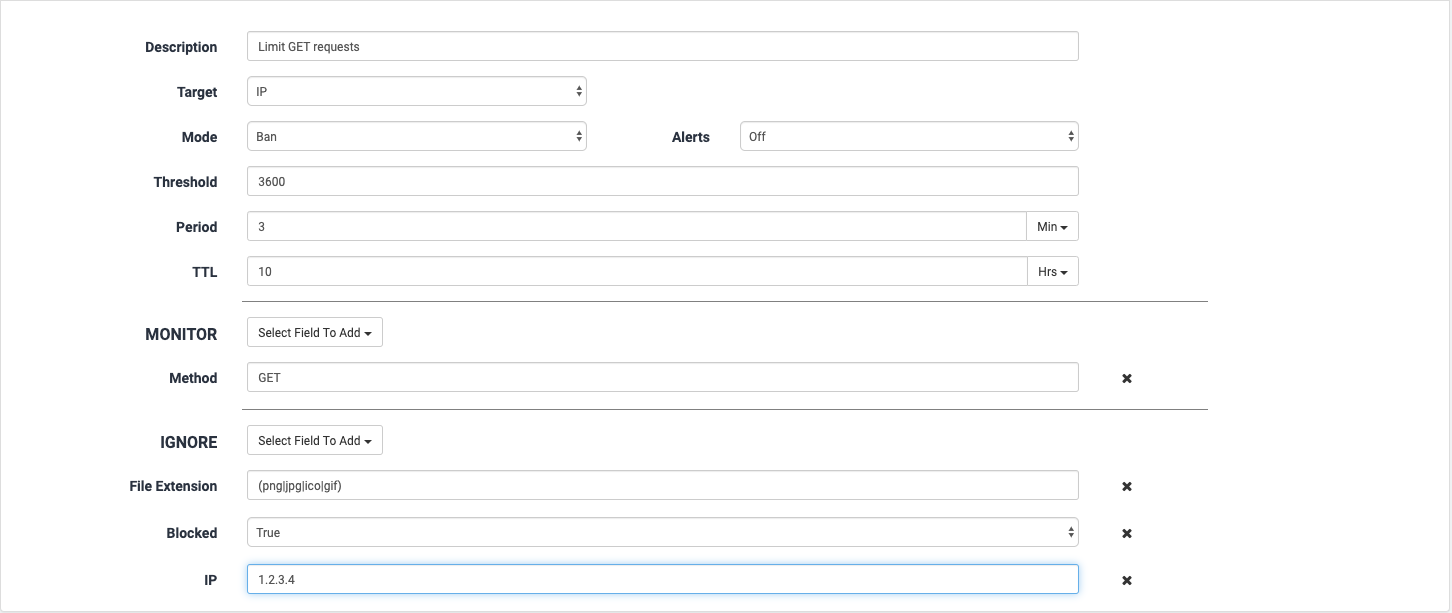 Description Limit GET requests
Target IP
Mode Ban Alerts Off
Threshold 3600
Period 3 Min
TTL 10 Hrs
MONITOR Select Field To Add
Method GET
IGNORE Select Field To Add
File Extension (png|jpg|ico|gif)
Blocked True
IP 1.2.3.4